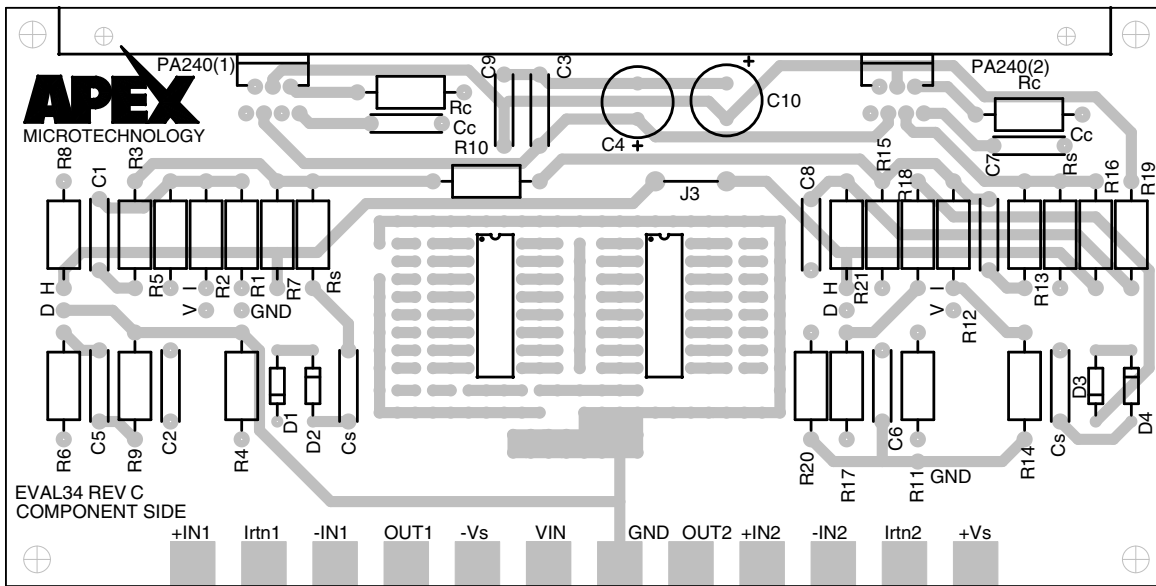 PA240(1)
C9
C3
+
PA240(2)
APEX
MICROTECHNOLOGY
Rc
Cc
R10
C4
+
C10
Rc
Cc
R8
C1
R3
J3
C8
R15
R18
C7
Rs
R16
R19
H
D
R5
I
V
R2
R1
GND
R7
Rs
H
D
R21
I
V
R12
R13
R6
C5
R9
C2
R4
D1
D2
Cs
R20
R17
C6
R11
GND
R14
Cs
D3
D4
EVAL34 REV C
COMPONENT SIDE
+IN1 Irtn1 -IN1 OUT1 -Vs VIN GND OUT2 +IN2 -IN2 Irtn2 +Vs